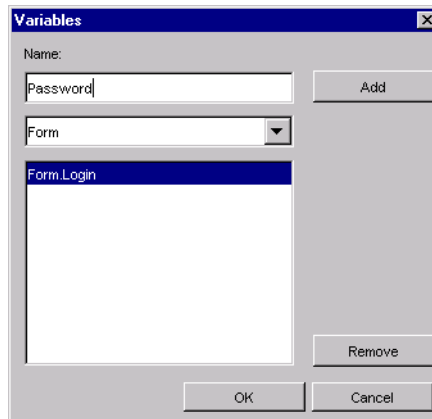 Variables
Name:
Password
Add
Form
Form.Login
Remove
OK
Cancel